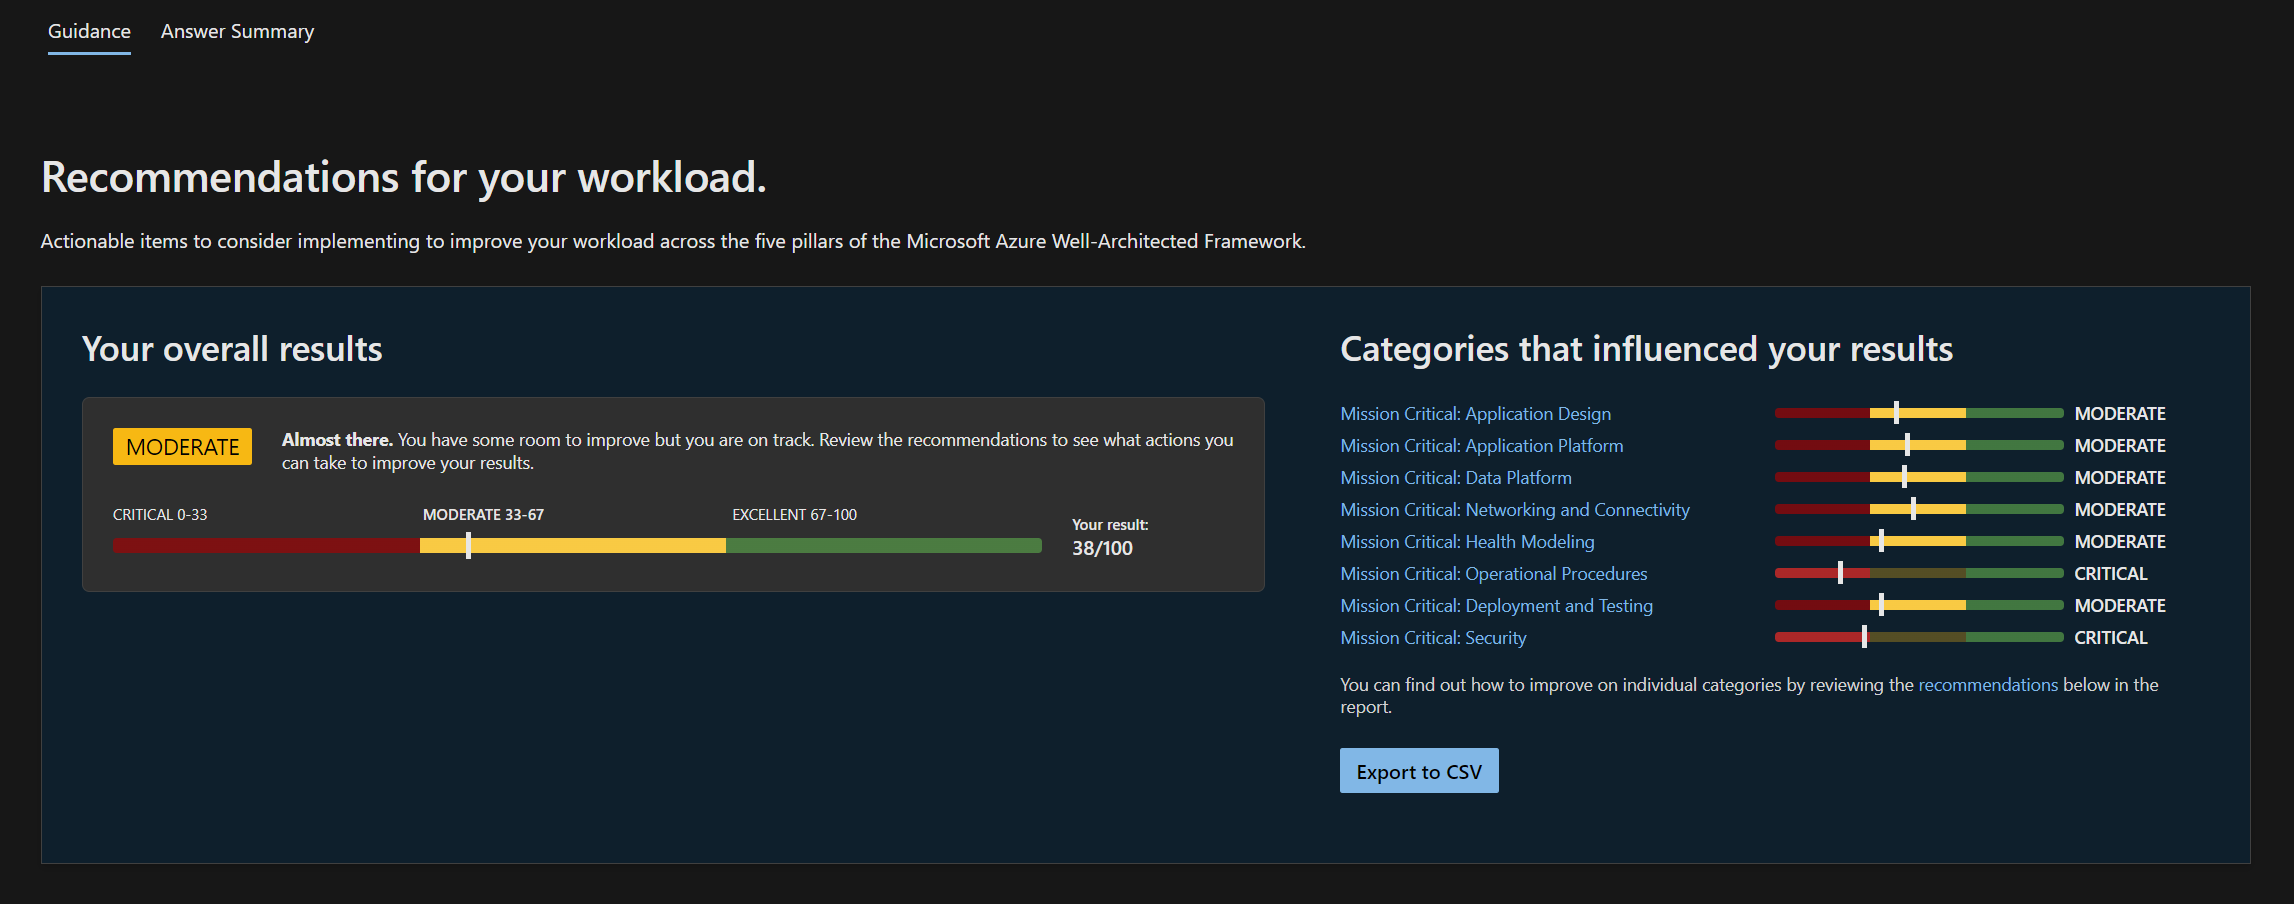 Guidance
Answer Summary
Recommendations for your workload.
Actionable items to consider implementing to improve your workload across the five pillars of the Microsoft Azure Well-Architected Framework.
Your overall results
MODERATE
Almost there. You have some room to improve but you are on track. Review the recommendations to see what actions you
can take to improve your results.
CRITICAL 0-33
MODERATE 33-67
EXCELLENT 67-100
Your result:
38/100
Categories that influenced your results
Mission Critical: Application Design MODERATE
Mission Critical: Application Platform MODERATE
Mission Critical: Data Platform MODERATE
Mission Critical: Networking and Connectivity MODERATE
Mission Critical: Health Modeling MODERATE
Mission Critical: Operational Procedures CRITICAL
Mission Critical: Deployment and Testing MODERATE
Mission Critical: Security CRITICAL
You can find out how to improve on individual categories by reviewing the recommendations below in the
report.
Export to CSV